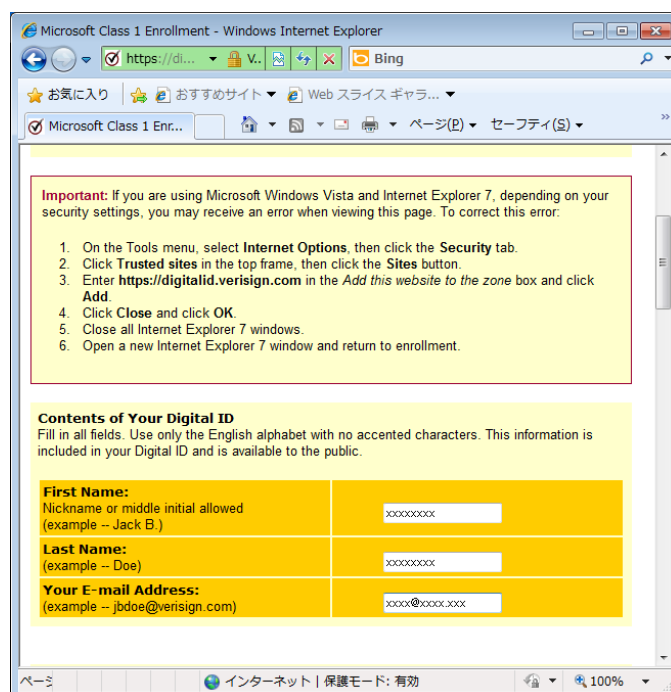 Microsoft Class 1 Enrollment - Windows Internet Explorer
https://di... V.. Bing
お気に入り おすすめサイト▼ Web スライス ギャラ... ▼
Microsoft Class 1 Enr... ページ(P) セーフティ(S) »
Important: If you are using Microsoft Windows Vista and Internet Explorer 7, depending on your
security settings, you may receive an error when viewing this page. To correct this error:
1. On the Tools menu, select Internet Options, then click the Security tab.
2. Click Trusted sites in the top frame, then click the Sites button.
3. Enter https://digitalid.verisign.com in the Add this website to the zone box and click
Add.
4. Click Close and click OK.
5. Close all Internet Explorer 7 windows.
6. Open a new Internet Explorer 7 window and return to enrollment.
Contents of Your Digital ID
Fill in all fields. Use only the English alphabet with no accented characters. This information is
included in your Digital ID and is available to the public.
First Name:
Nickname or middle initial allowed
(example -- Jack B.)
xxxxxxxx
Last Name:
(example -- Doe)
xxxxxxxx
Your E-mail Address:
(example -- jbdoe@verisign.com)
xxxx@xxxx.xxx
ページ インターネット | 保護モード: 有効 100%